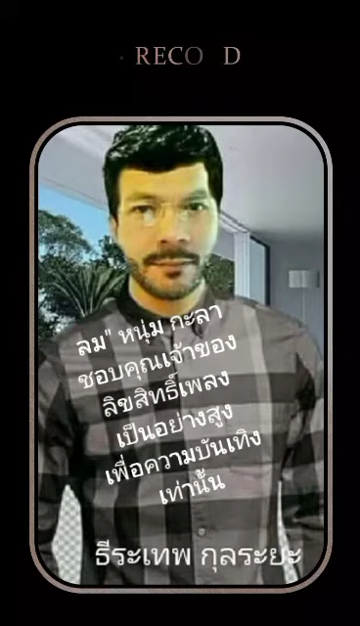 RECO D
ลม" หนุ่ม กะลา
ชอบคุณเจ้าของ
ลิขสิทธิ์เพลง
เป็นอย่างสูง
เพื่อความบันเทิง
เท่านั้น
ธีระเทพ กุลระยะ